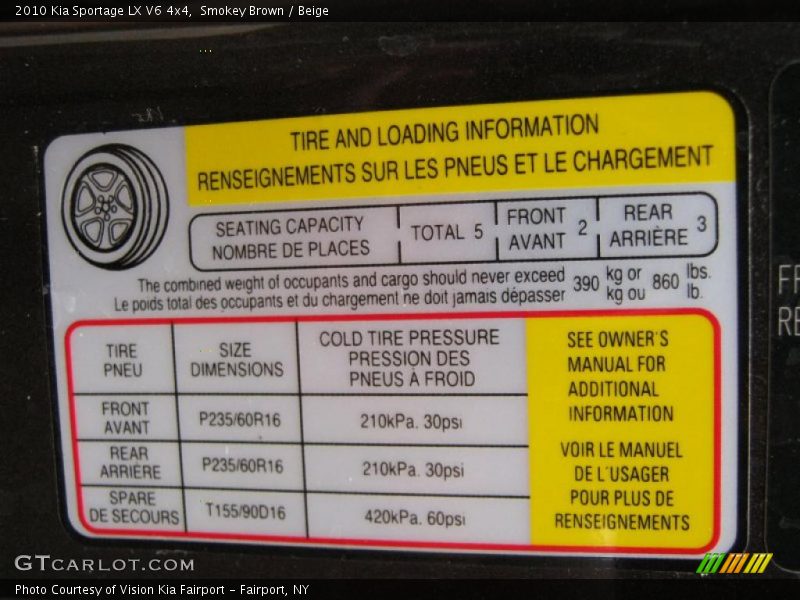 2010 Kia Sportage LX V6 4x4,  Smokey Brown / Beige
TIRE AND LOADING INFORMATION
RENSEIGNEMENTS SUR LES PNEUS ET LE CHARGEMENT
SEATING CAPACITY
NOMBRE DE PLACES
TOTAL 5
FRONT
AVANT
2
REAR
ARRIÈRE
3
The combined weight of occupants and cargo should never exceed
Le poids total des occupants et du chargement ne doit jamais dépasser
390
kg or
kg ou
860
lbs.
lb.
TIRE
PNEU
SIZE
DIMENSIONS
COLD TIRE PRESSURE
PRESSION DES
PNEUS À FROID
FRONT
AVANT
P235/60R16
210kPa. 30psi
REAR
ARRIÈRE
P235/60R16
210kPa. 30psi
SPARE
DE SECOURS
T155/90D16
420kPa. 60psi
SEE OWNER'S
MANUAL FOR
ADDITIONAL
INFORMATION
VOIR LE MANUEL
DE L'USAGER
POUR PLUS DE
RENSEIGNEMENTS
GTCARLOT.COM
Photo Courtesy of Vision Kia Fairport - Fairport, NY